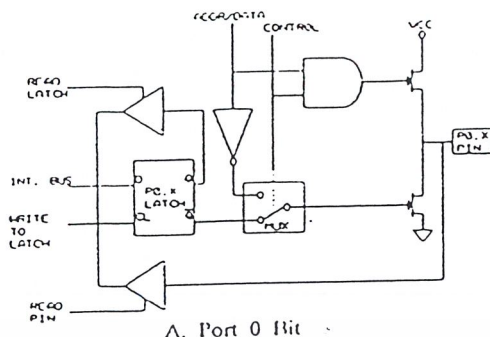 ADDR/DATA
CONTROL
VCC
READ
LATCH
P0.X
PIN
INT. BUS
P0.X
LATCH
WRITE
TO
LATCH
MUX
READ
PIN
A. Port 0 Bit